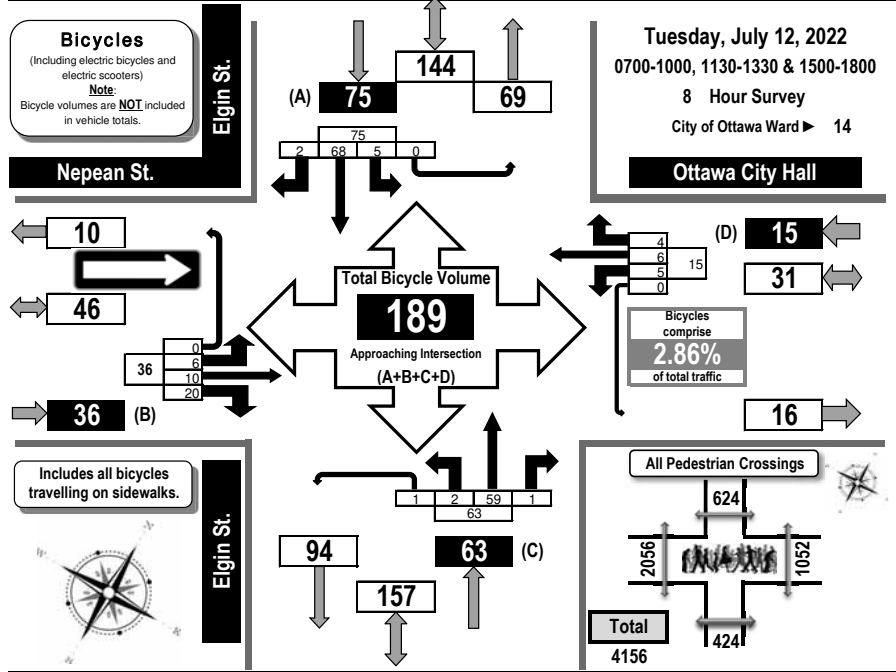 Bicycles
(Including electric bicycles and
electric scooters)
Note:
Bicycle volumes are NOT included
in vehicle totals.
Elgin St.
Nepean St.
144
(A)
75
69
75
2
68
5
0
Tuesday, July 12, 2022
0700-1000, 1130-1330 & 1500-1800
8 Hour Survey
City of Ottawa Ward ► 14
Ottawa City Hall
10
46
0
6
10
20
36
36
(B)
Total Bicycle Volume
189
Approaching Intersection
(A+B+C+D)
4
6
5
0
15
(D)
15
31
Bicycles
comprise
2.86%
of total traffic
16
Includes all bicycles
travelling on sidewalks.
Elgin St.
N
E
S
W
1
2
59
1
63
94
63
(C)
157
All Pedestrian Crossings
624
2056
1052
424
Total
4156